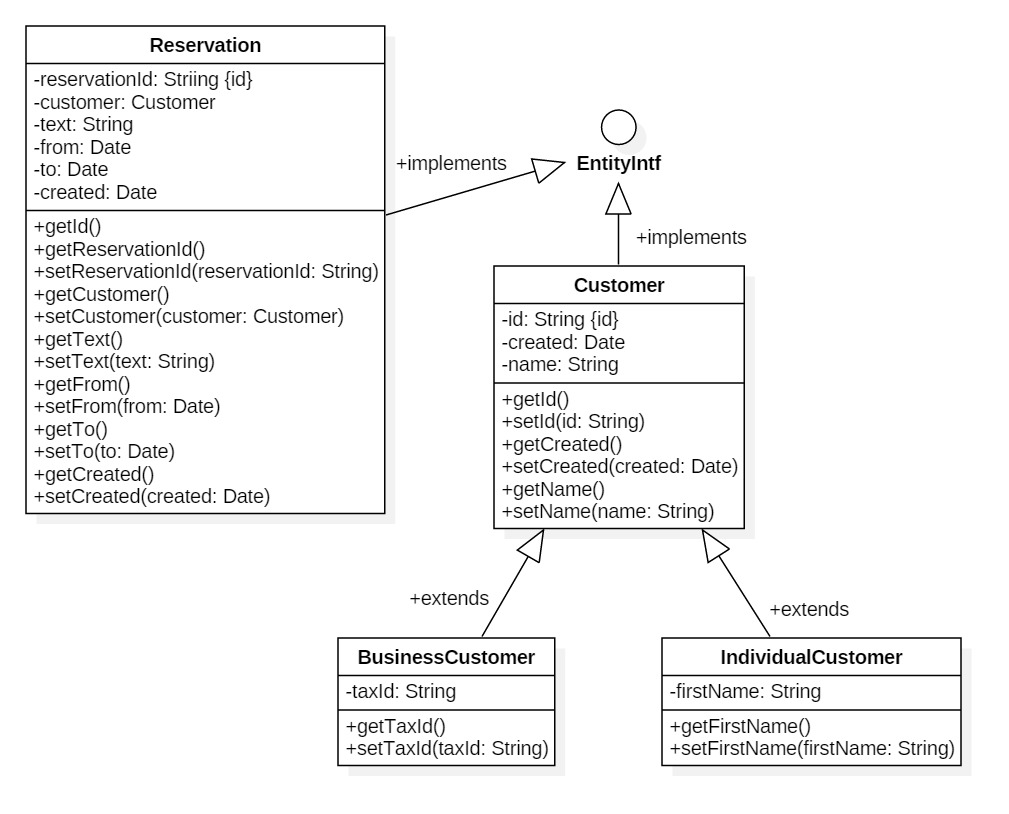 Reservation
-reservationId: Striing {id}
-customer: Customer
-text: String
-from: Date
-to: Date
-created: Date
+getId()
+getReservationId()
+setReservationId(reservationId: String)
+getCustomer()
+setCustomer(customer: Customer)
+getText()
+setText(text: String)
+getFrom()
+setFrom(from: Date)
+getTo()
+setTo(to: Date)
+getCreated()
+setCreated(created: Date)
+implements
EntityIntf
+implements
Customer
-id: String {id}
-created: Date
-name: String
+getId()
+setId(id: String)
+getCreated()
+setCreated(created: Date)
+getName()
+setName(name: String)
+extends
+extends
BusinessCustomer
-taxId: String
+getTaxId()
+setTaxId(taxId: String)
IndividualCustomer
-firstName: String
+getFirstName()
+setFirstName(firstName: String)